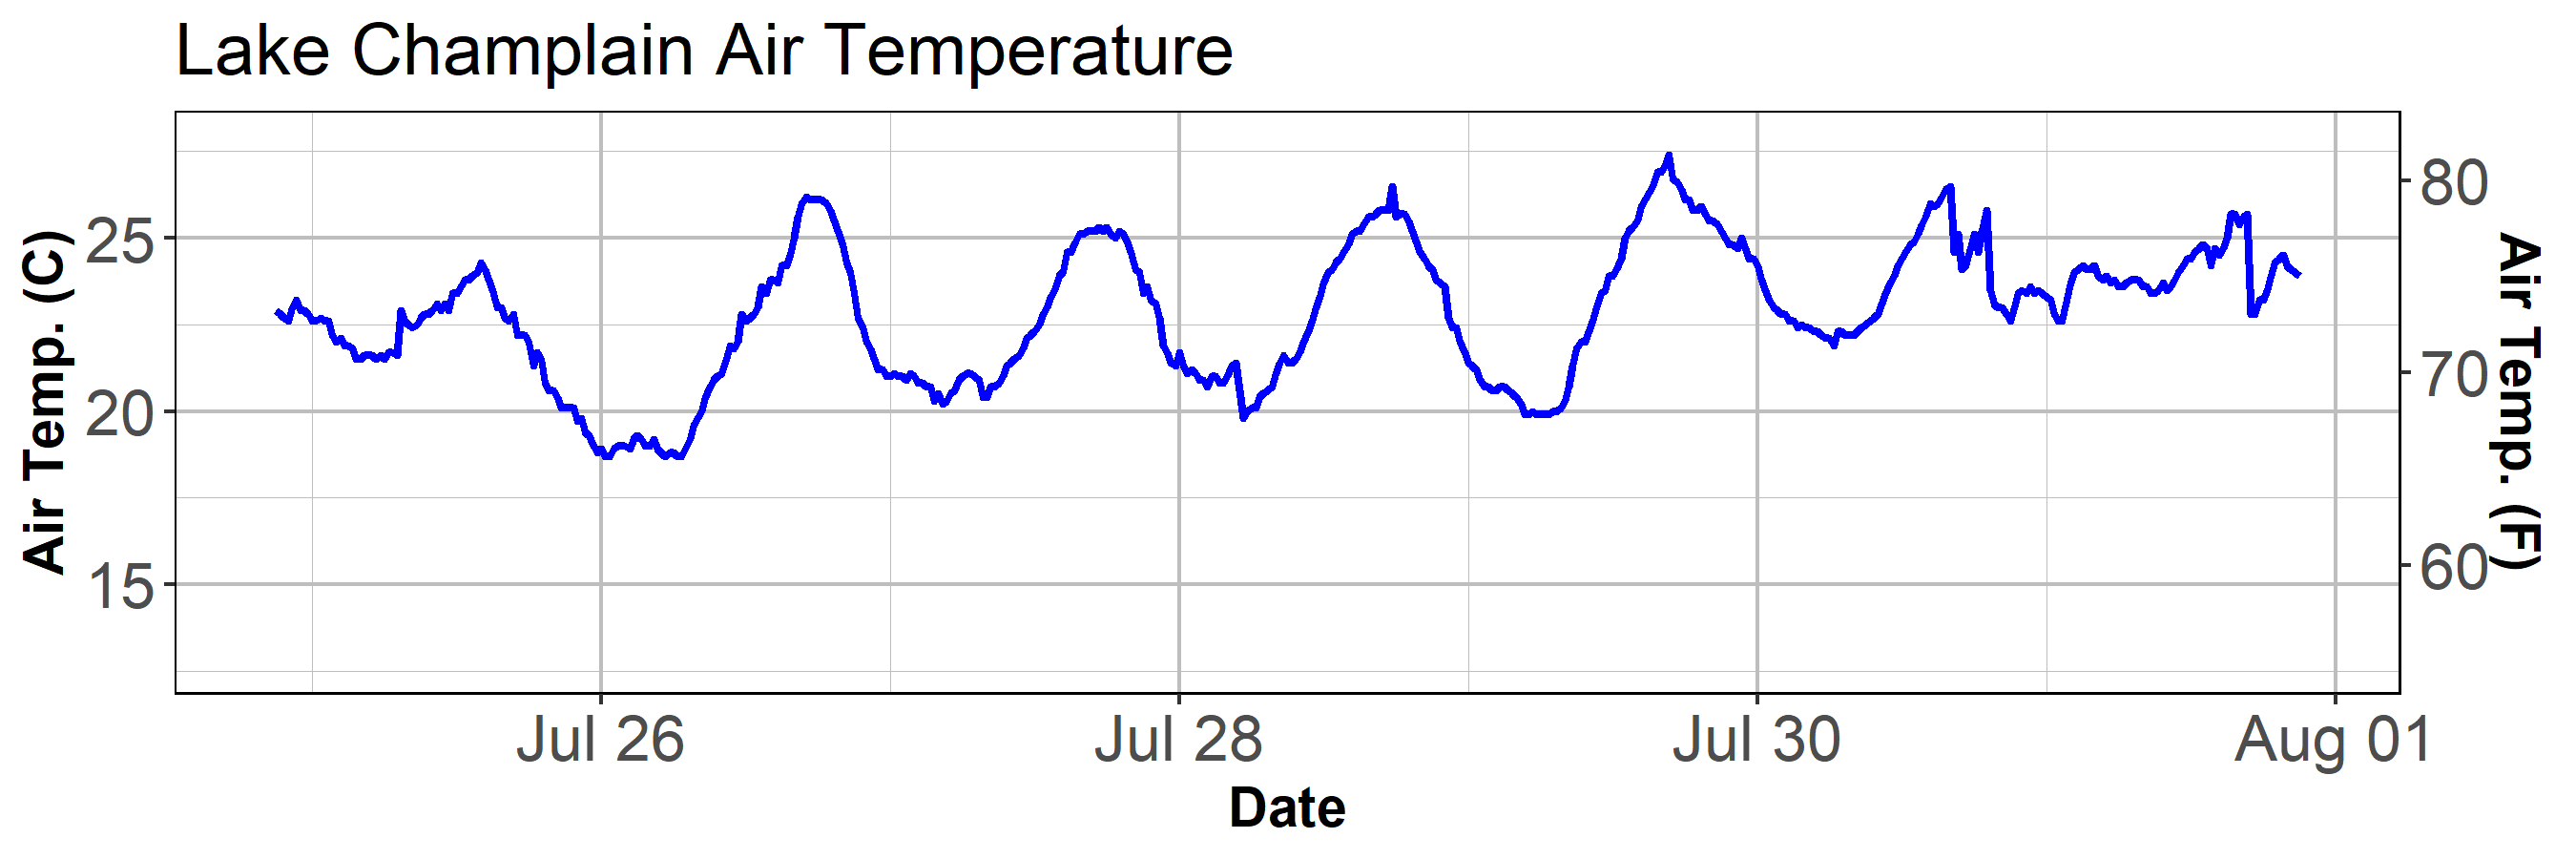 Lake Champlain Air Temperature
Air Temp. (C)
25
20
15
80
70
60
Air Temp. (F)
Jul 26
Jul 28
Jul 30
Aug 01
Date